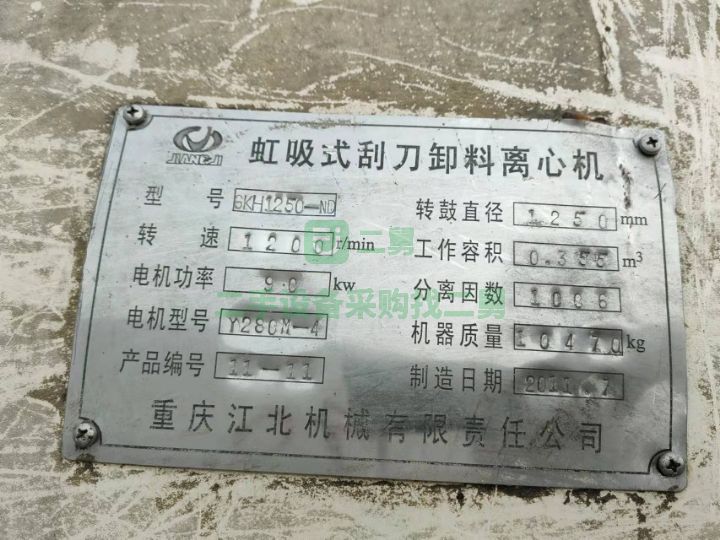 JIANGJI 虹吸式刮刀卸料离心机
型号 GKH1250-ND 转鼓直径 1250 mm
转速 1200 r/min 工作容积 0.355 m³
电机功率 90 kw 分离因数 1006
电机型号 Y280M-4 机器质量 10470 kg
产品编号 11-11 制造日期 2011.7
重庆江北机械有限责任公司
二舅
二手设备采购找二舅